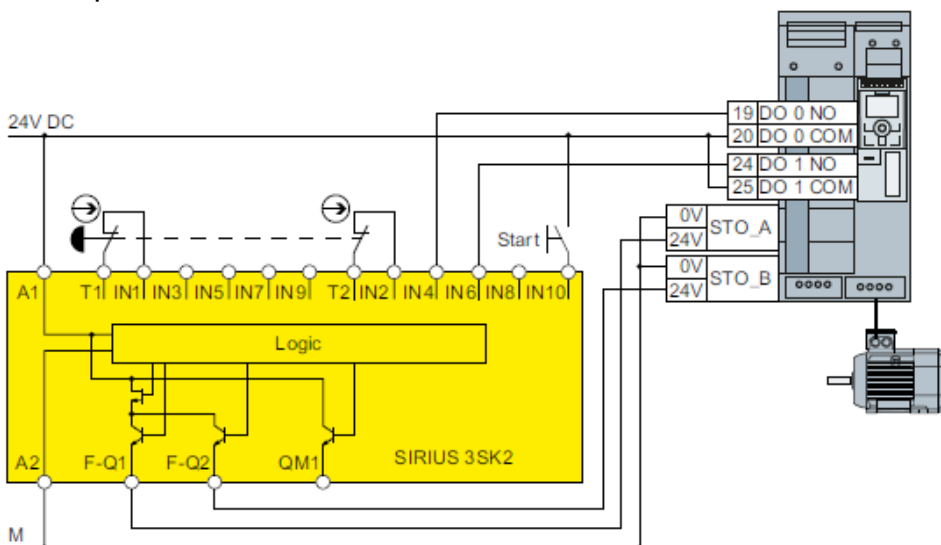 19 DO 0 NO
24V DC
20 DO 0 COM
24 DO 1 NO
25 DO 1 COM
0V
STO_A
Start
24V
0V
STO_B
24V
A1 T1 IN1 IN3 IN5 IN7 IN9 T2 IN2 IN4 IN6 IN8 IN10
Logic
A2 F-Q1 F-Q2 QM1 SIRIUS 3SK2
M